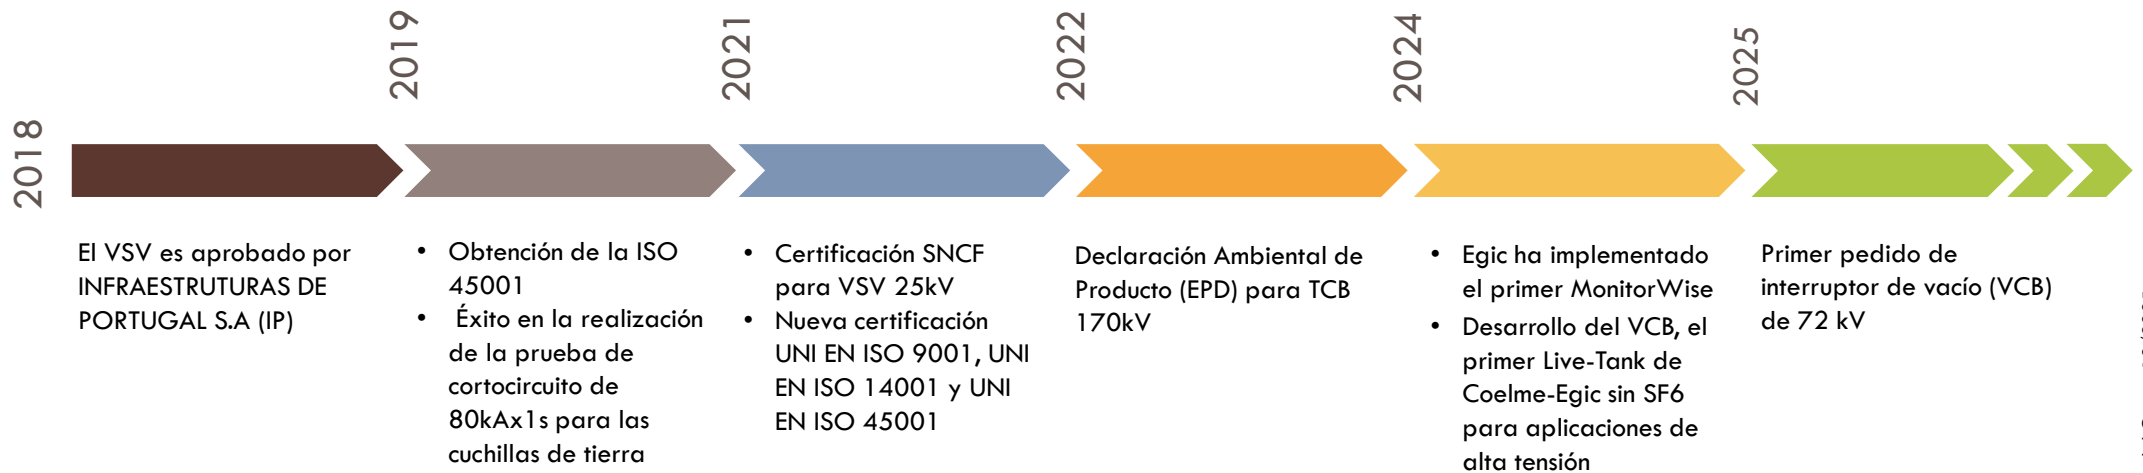 2018
2019
2021
2022
2024
2025
El VSV es aprobado por
INFRAESTRUTURAS DE
PORTUGAL S.A (IP)
• Obtención de la ISO
45001
• Éxito en la realización
de la prueba de
cortocircuito de
80kAx1s para las
cuchillas de tierra
• Certificación SNCF
para VSV 25kV
• Nueva certificación
UNI EN ISO 9001, UNI
EN ISO 14001 y UNI
EN ISO 45001
Declaración Ambiental de
Producto (EPD) para TCB
170kV
• Egic ha implementado
el primer MonitorWise
• Desarrollo del VCB, el
primer Live-Tank de
Coelme-Egic sin SF6
para aplicaciones de
alta tensión
Primer pedido de
interruptor de vacío (VCB)
de 72 kV